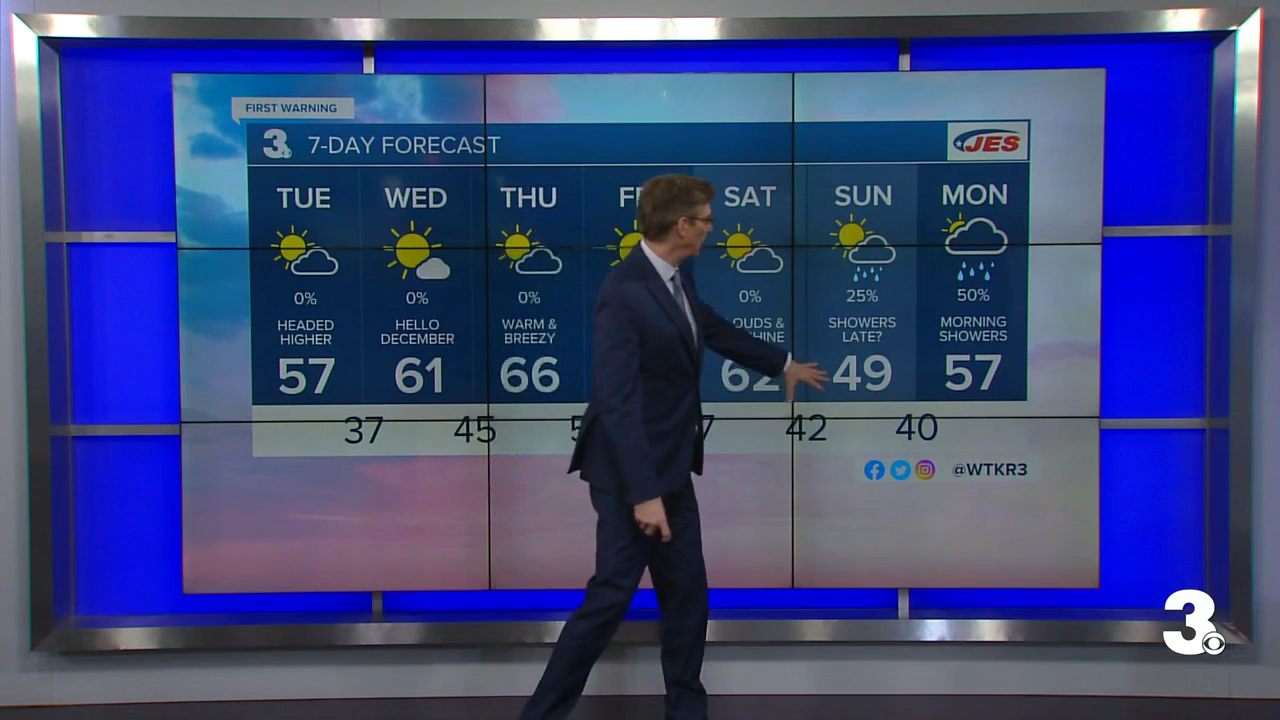 FIRST WARNING
3 7-DAY FORECAST
JES
TUE WED THU SAT SUN MON
0% 0% 0% 0% 25% 50%
HEADED HELLO WARM & SHOWERS MORNING
HIGHER DECEMBER BREEZY LATE? SHOWERS
57 61 66 62 49 57
37 45 42 40
@WTKR3
3